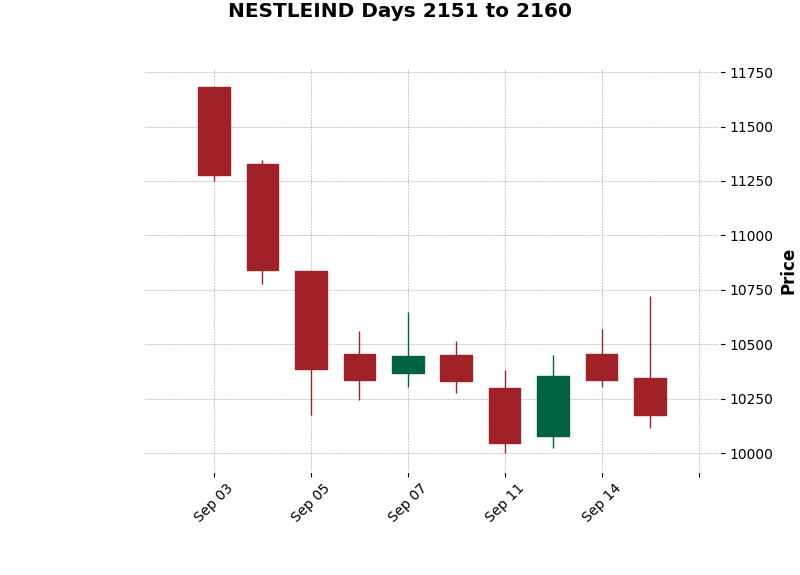 NESTLEIND Days 2151 to 2160
11750
11500
11250
11000
10750
10500
10250
10000
Price
Sep 03
Sep 05
Sep 07
Sep 11
Sep 14